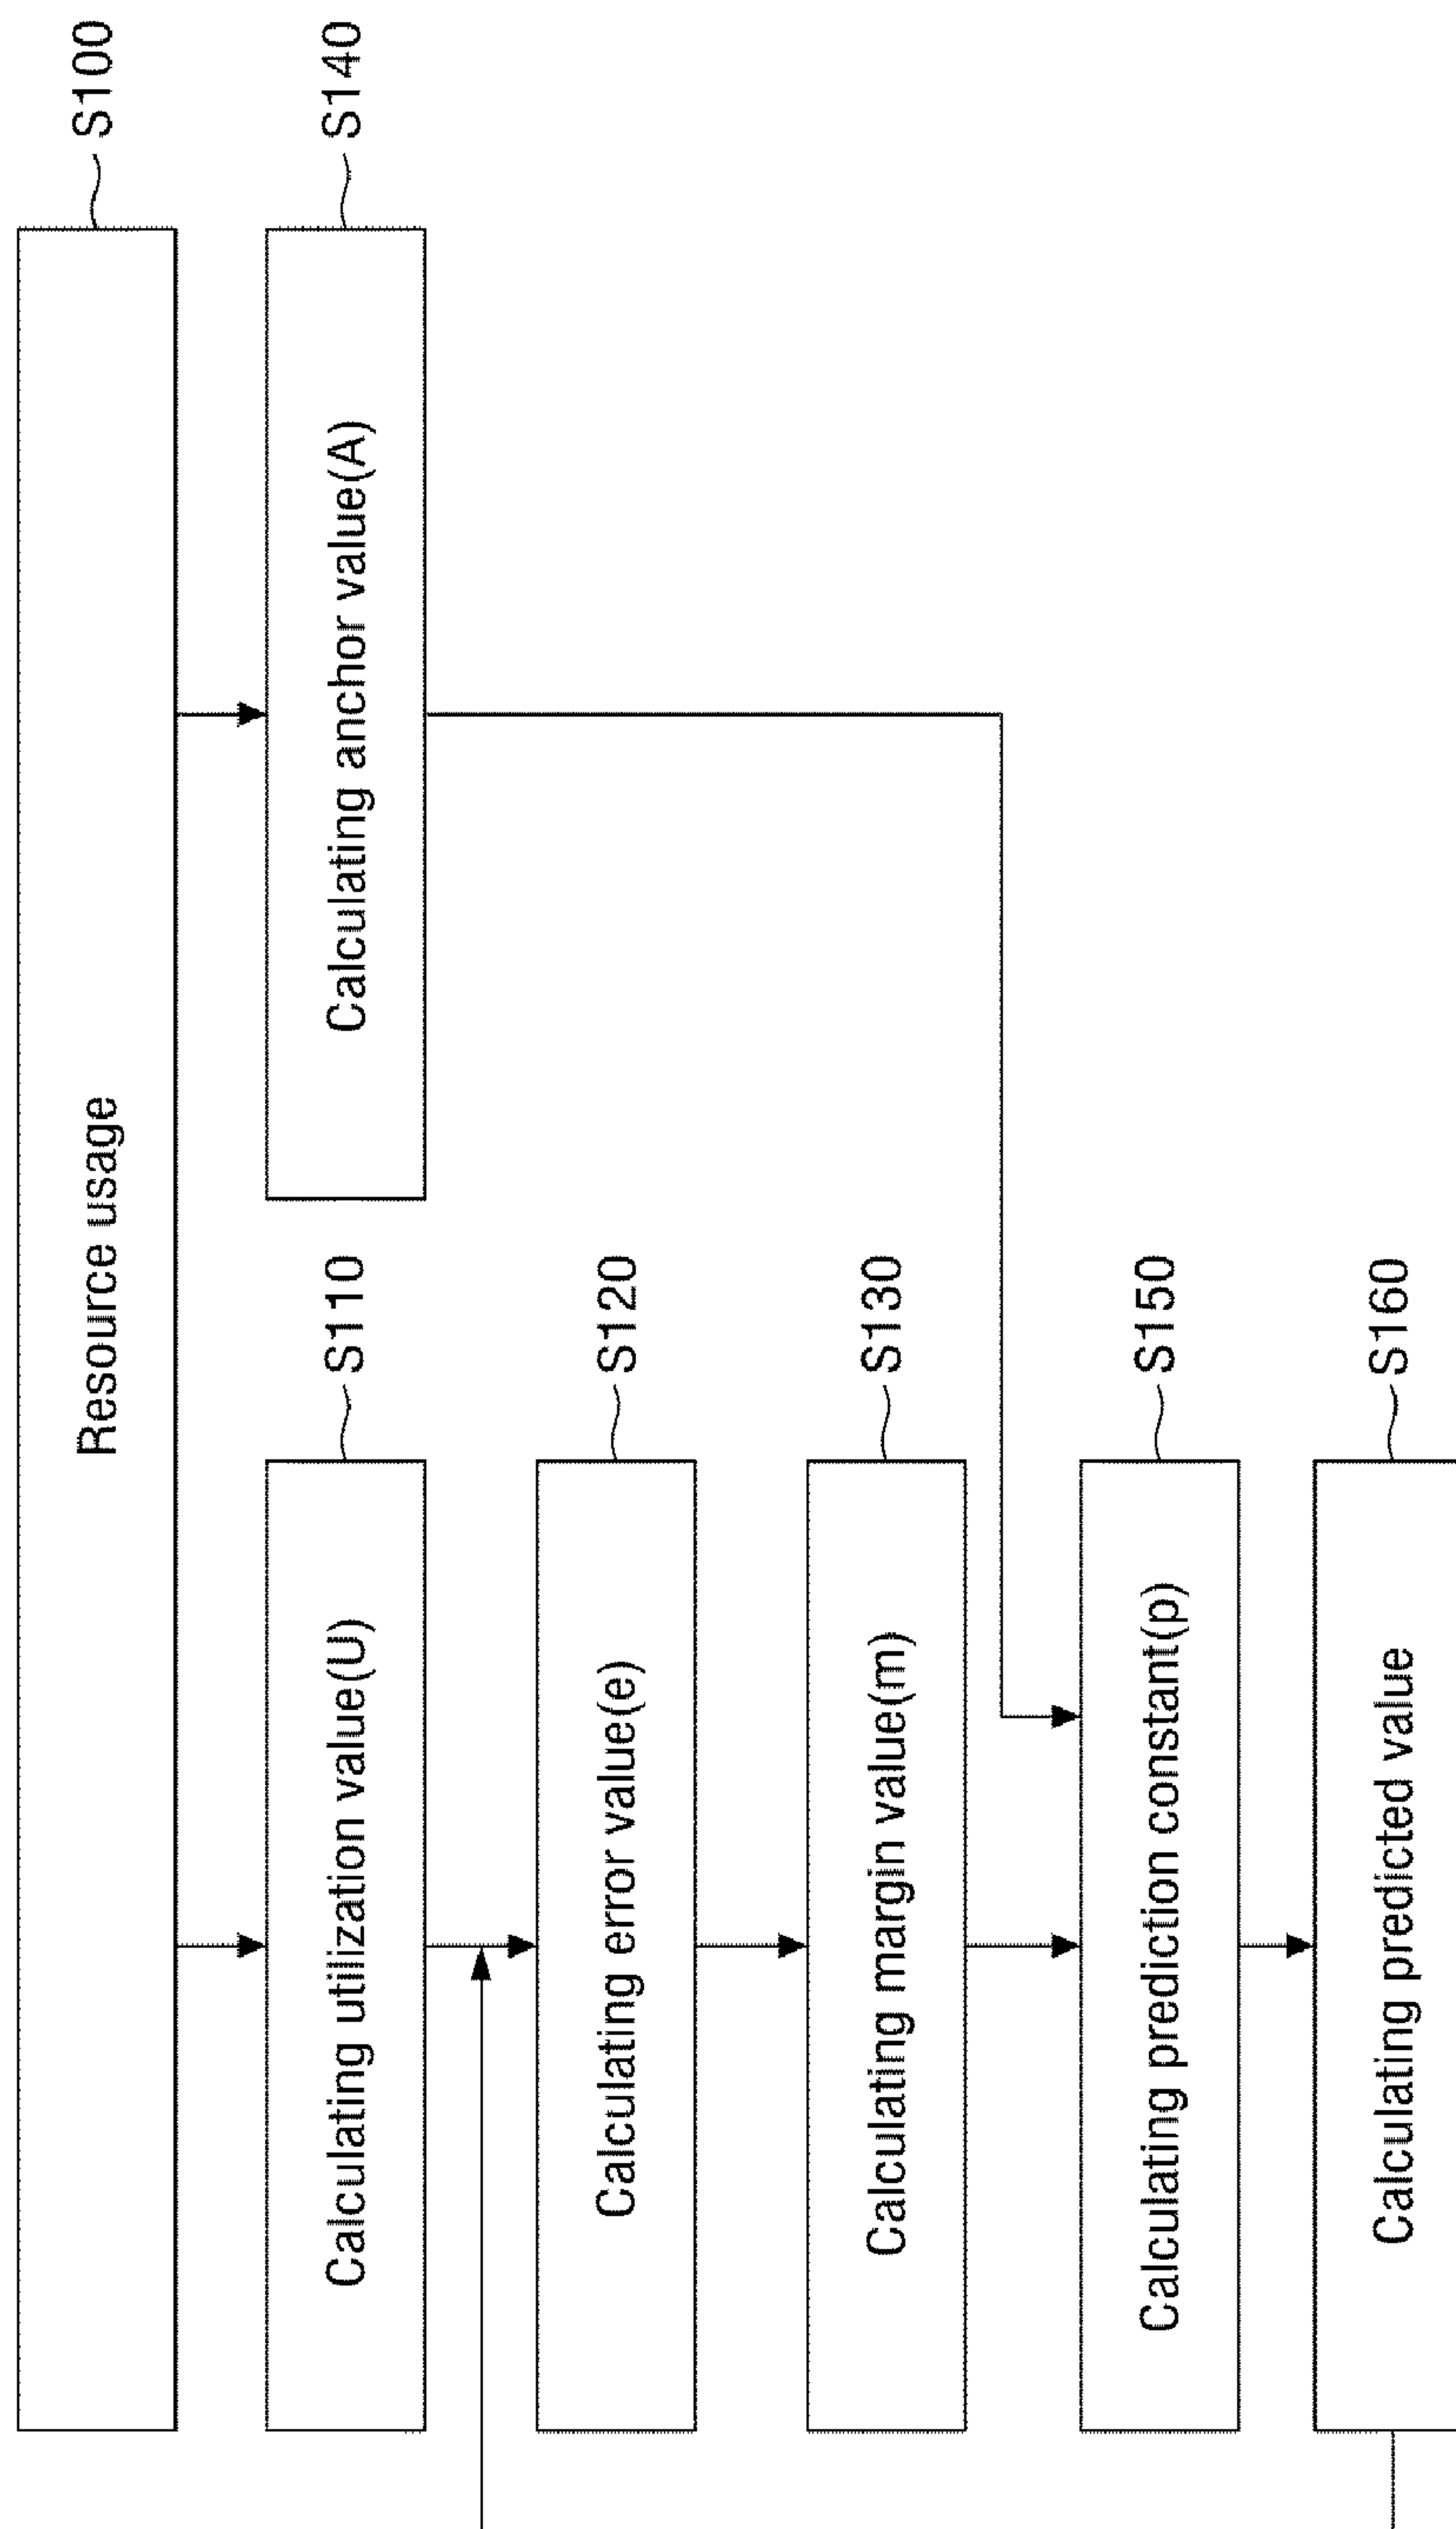 Resource usage
S100
Calculating utilization value(U)
S110
Calculating anchor value(A)
S140
Calculating error value(e)
S120
Calculating margin value(m)
S130
Calculating prediction constant(p)
S150
Calculating predicted value
S160